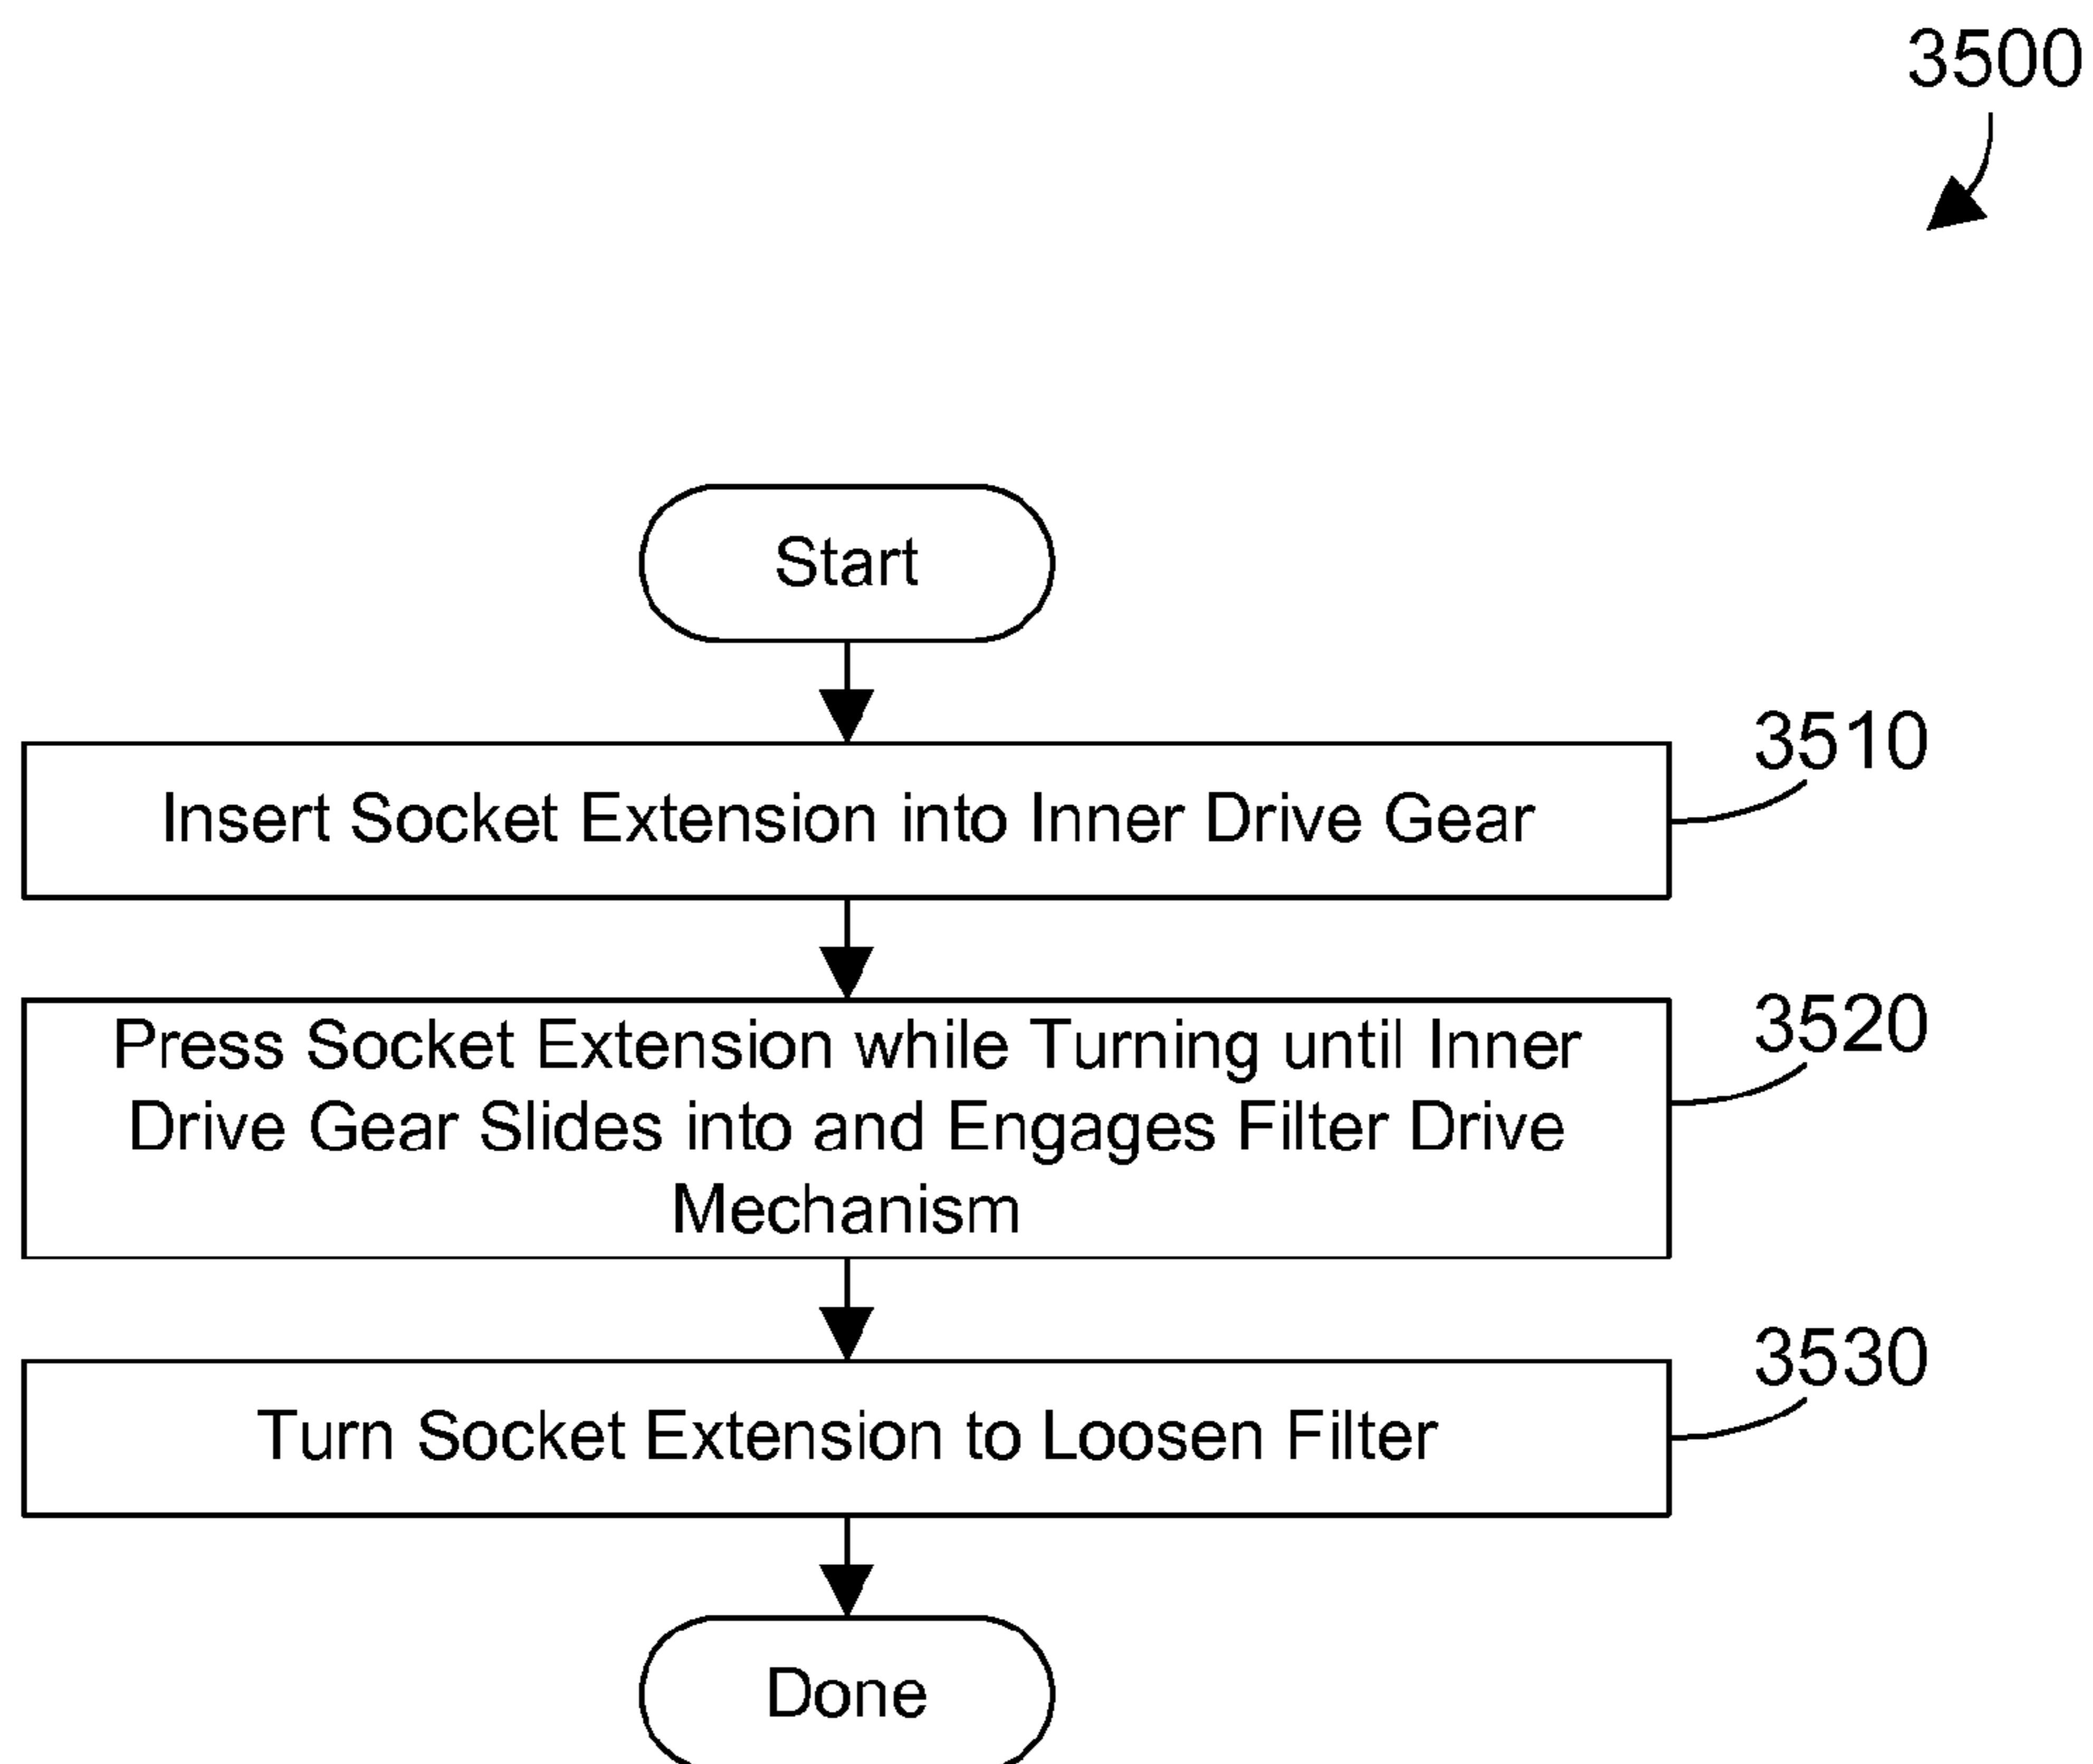 3500
Start
3510
Insert Socket Extension into Inner Drive Gear
3520
Press Socket Extension while Turning until Inner
Drive Gear Slides into and Engages Filter Drive
Mechanism
3530
Turn Socket Extension to Loosen Filter
Done